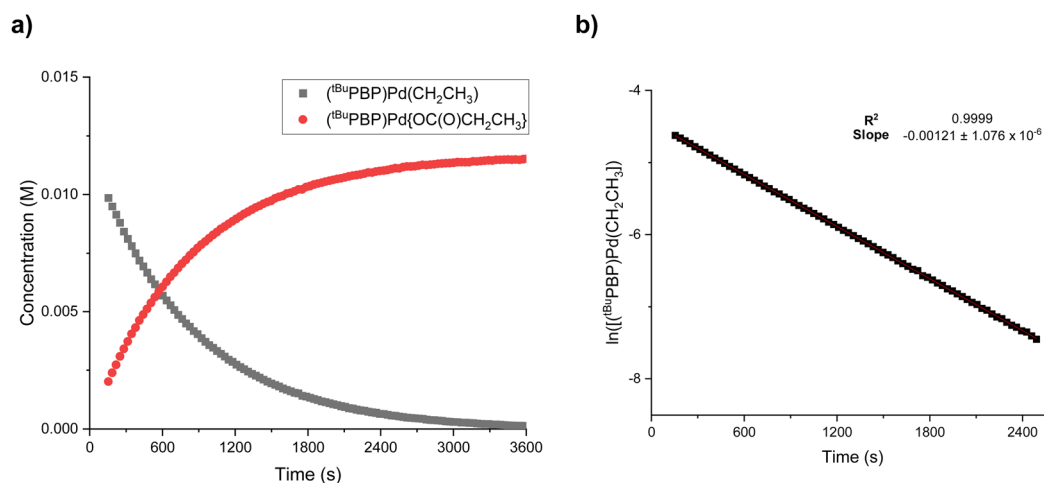 a)
0.015
0.010
0.005
0.000
Concentration (M)
(ᵗᴮᵘPBP)Pd(CH₂CH₃)
(ᵗᴮᵘPBP)Pd{OC(O)CH₂CH₃}
0 600 1200 1800 2400 3000 3600
Time (s)
b)
-4
-6
-8
ln([(ᵗᴮᵘPBP)Pd(CH₂CH₃])
R² 0.9999
Slope -0.00121 ± 1.076 x 10⁻⁶
0 600 1200 1800 2400
Time (s)